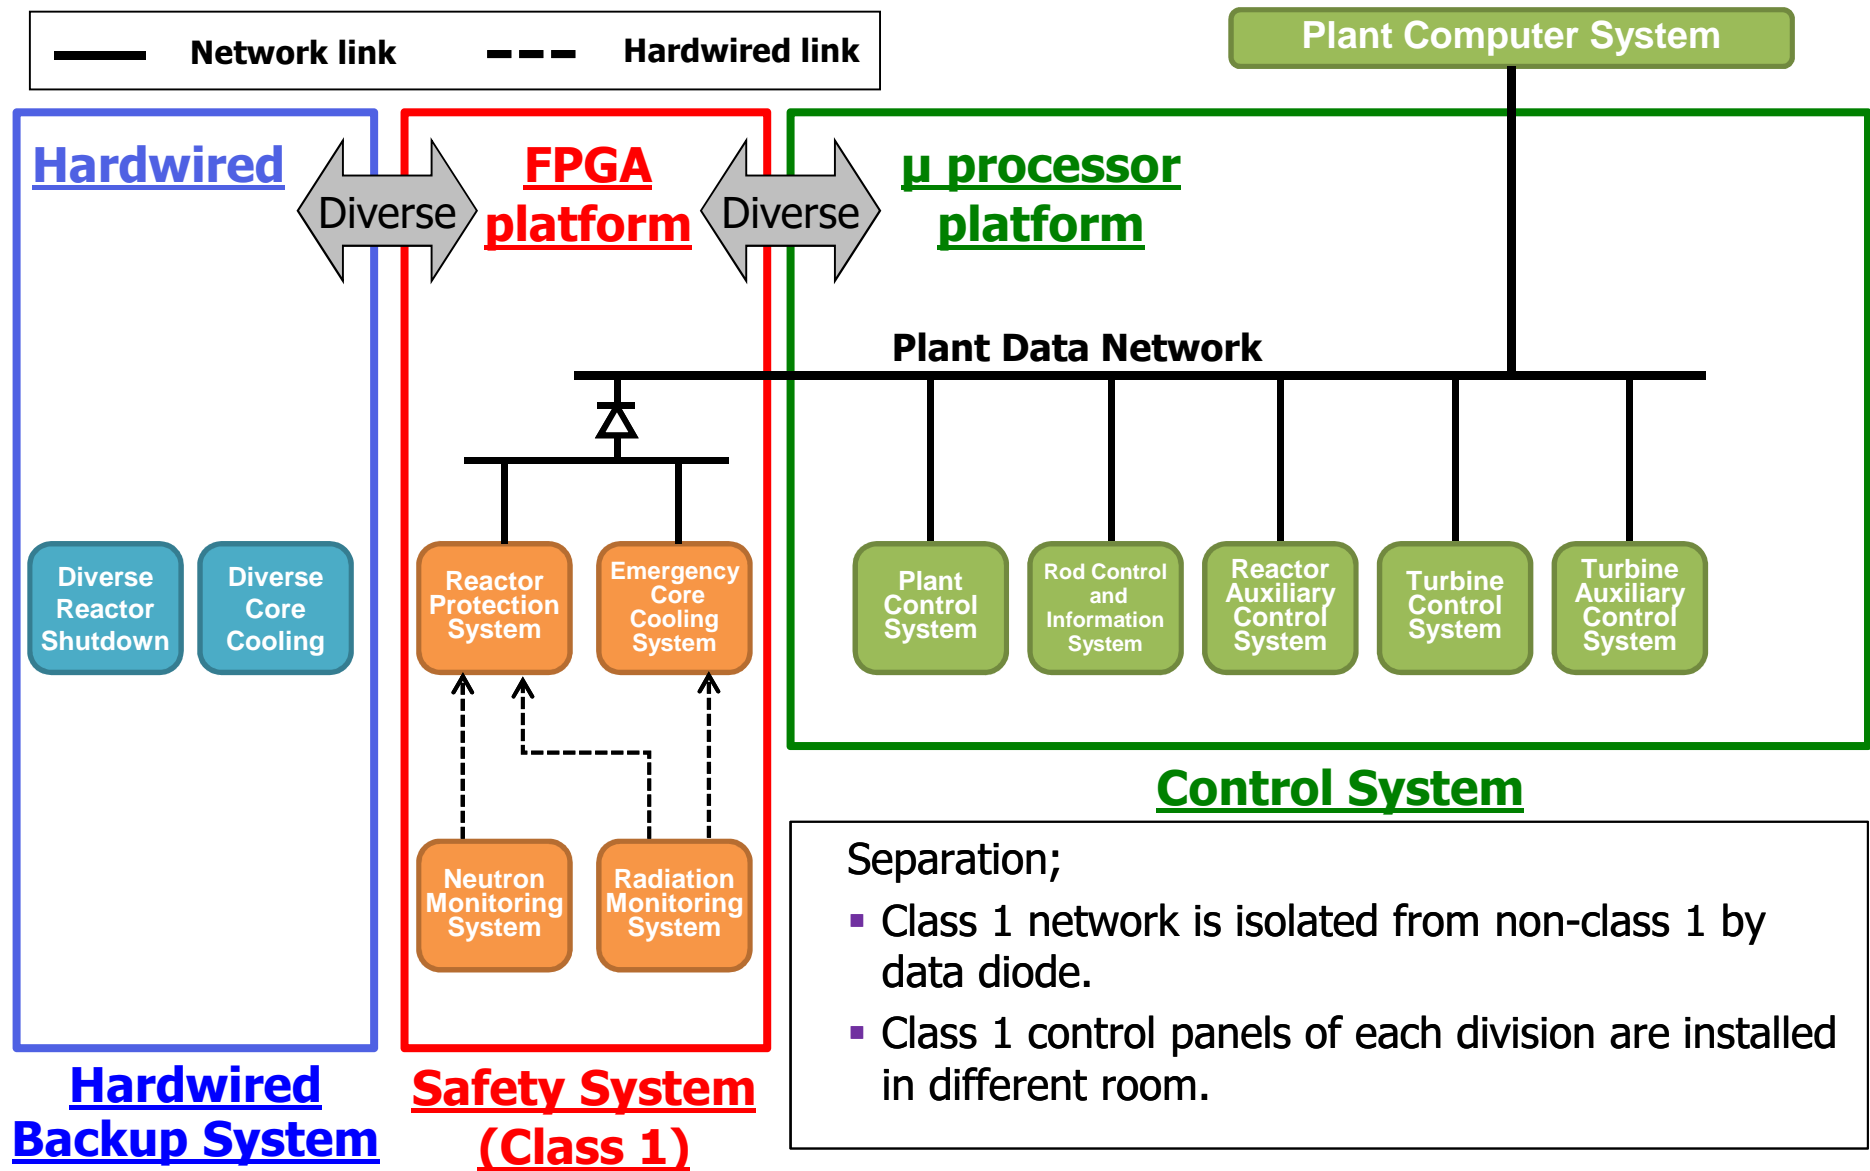 Network link
Hardwired link
Plant Computer System
Hardwired
Diverse
FPGA
platform
Diverse
µ processor
platform
Plant Data Network
Diverse
Reactor
Shutdown
Diverse
Core
Cooling
Reactor
Protection
System
Emergency
Core
Cooling
System
Plant
Control
System
Rod Control
and
Information
System
Reactor
Auxiliary
Control
System
Turbine
Control
System
Turbine
Auxiliary
Control
System
Neutron
Monitoring
System
Radiation
Monitoring
System
Control System
Separation;
▪ Class 1 network is isolated from non-class 1 by
data diode.
▪ Class 1 control panels of each division are installed
in different room.
Hardwired
Backup System
Safety System
(Class 1)